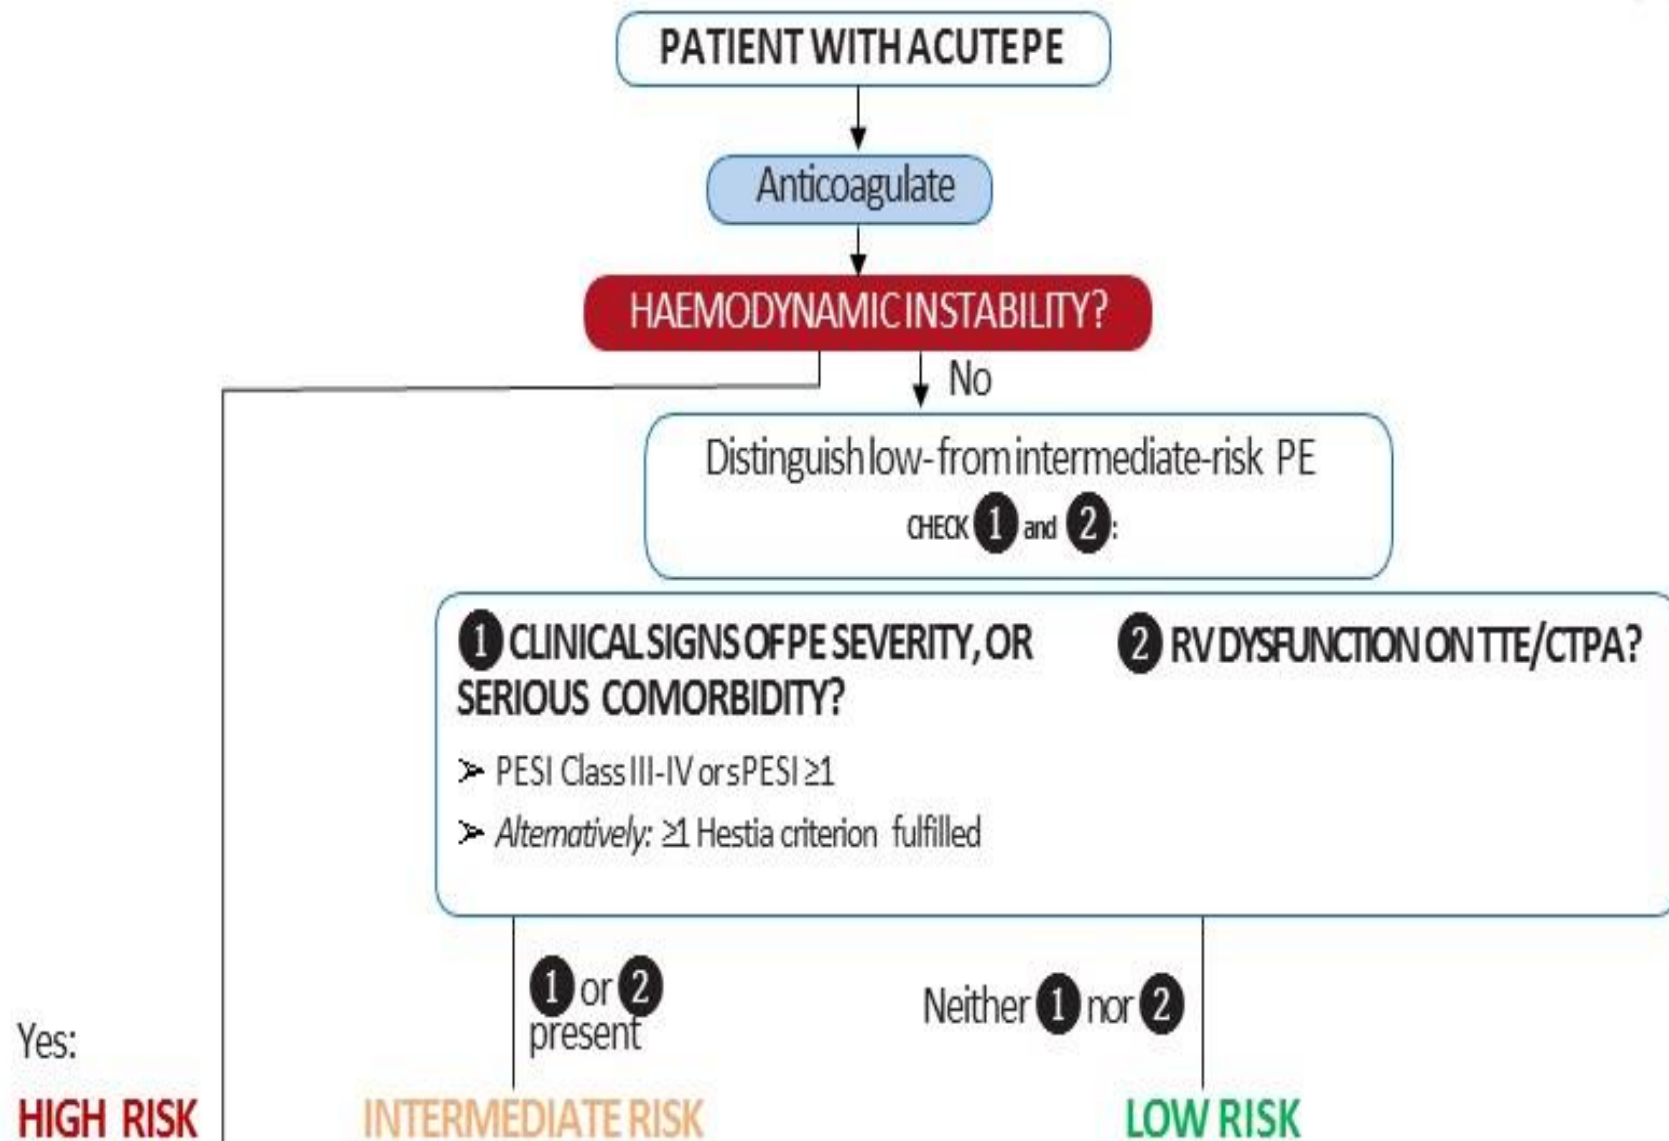 PATIENT WITH ACUTE PE
Anticoagulate
HAEMODYNAMIC INSTABILITY?
No
Distinguish low- from intermediate-risk PE
CHECK 1 and 2:
1 CLINICAL SIGNS OF PE SEVERITY, OR
SERIOUS COMORBIDITY?
➢ PESI Class III-IV or sPESI ≥1
➢ Alternatively: ≥1 Hestia criterion fulfilled
2 RV DYSFUNCTION ON TTE/CTPA?
1 or 2
present
Neither 1 nor 2
Yes:
HIGH RISK
INTERMEDIATE RISK
LOW RISK